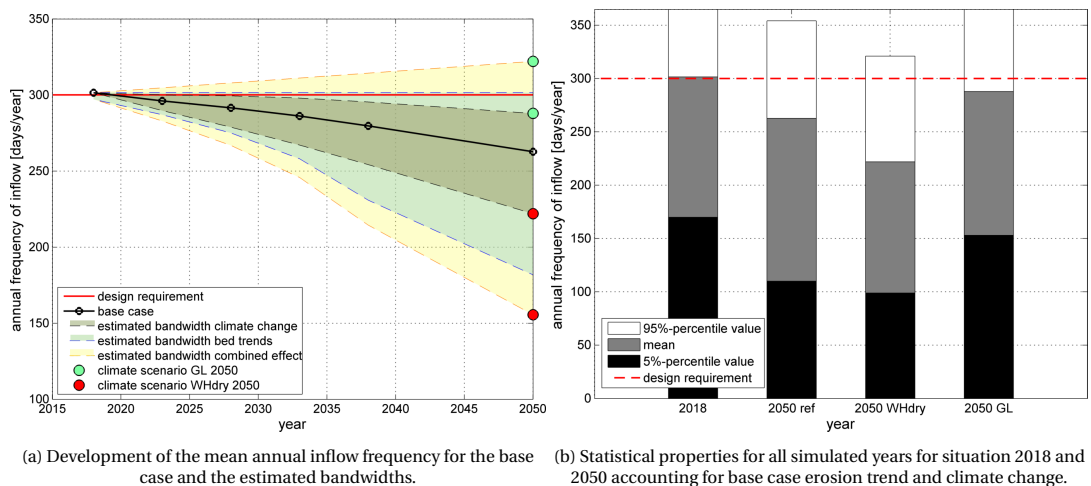 350
300
250
200
150
100
2015
2020
2025
2030
2035
2040
2045
2050
annual frequency of inflow [days/year]
year
design requirement
base case
estimated bandwidth climate change
estimated bandwidth bed trends
estimated bandwidth combined effect
climate scenario GL 2050
climate scenario WHdry 2050
350
300
250
200
150
100
50
0
2018
2050 ref
2050 WHdry
2050 GL
annual frequency of inflow [days/year]
year
95%-percentile value
mean
5%-percentile value
design requirement
(a) Development of the mean annual inflow frequency for the base
case and the estimated bandwidths.
(b) Statistical properties for all simulated years for situation 2018 and
2050 accounting for base case erosion trend and climate change.